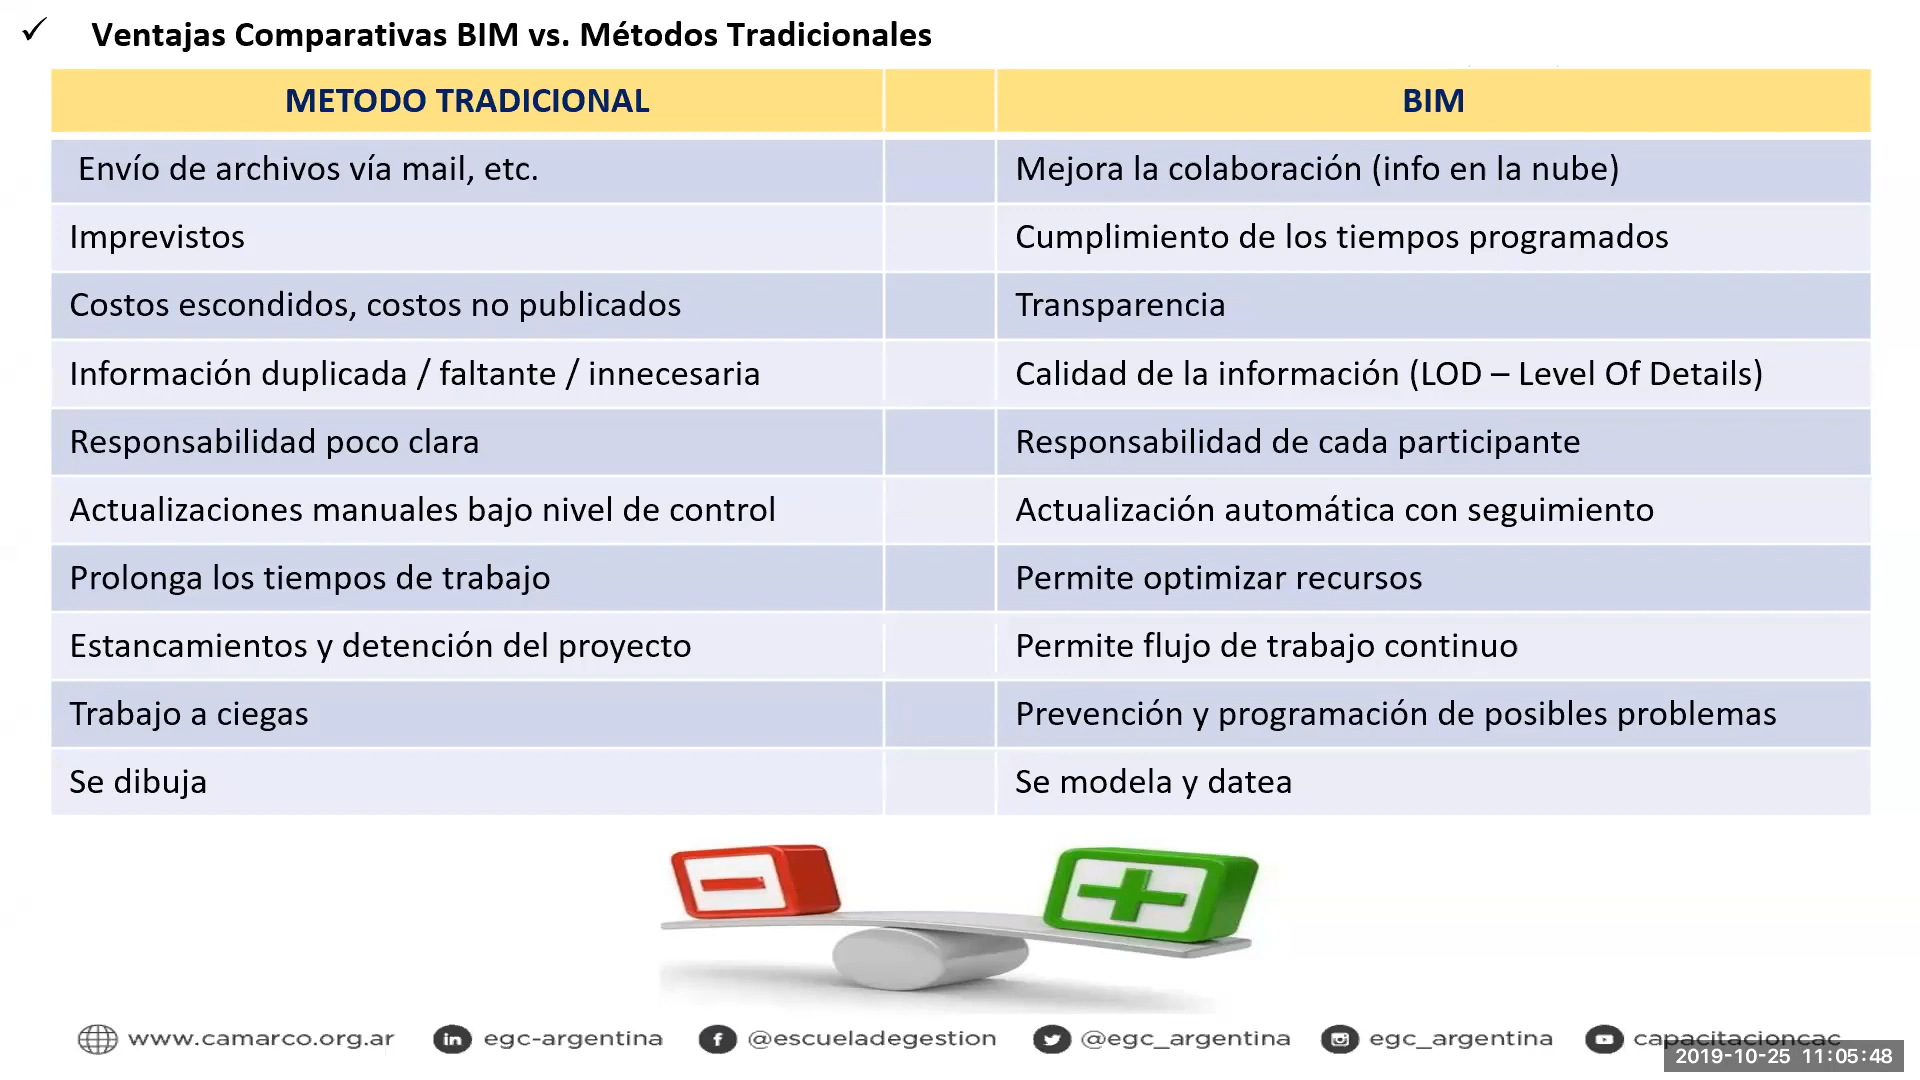 ✓ Ventajas Comparativas BIM vs. Métodos Tradicionales
METODO TRADICIONAL BIM
Envío de archivos vía mail, etc. Mejora la colaboración (info en la nube)
Imprevistos Cumplimiento de los tiempos programados
Costos escondidos, costos no publicados Transparencia
Información duplicada / faltante / innecesaria Calidad de la información (LOD – Level Of Details)
Responsabilidad poco clara Responsabilidad de cada participante
Actualizaciones manuales bajo nivel de control Actualización automática con seguimiento
Prolonga los tiempos de trabajo Permite optimizar recursos
Estancamientos y detención del proyecto Permite flujo de trabajo continuo
Trabajo a ciegas Prevención y programación de posibles problemas
Se dibuja Se modela y datea
www.camarco.org.ar egc-argentina @escueladegestion @egc_argentina egc_argentina capacitacioncac
2019-10-25 11:05:48